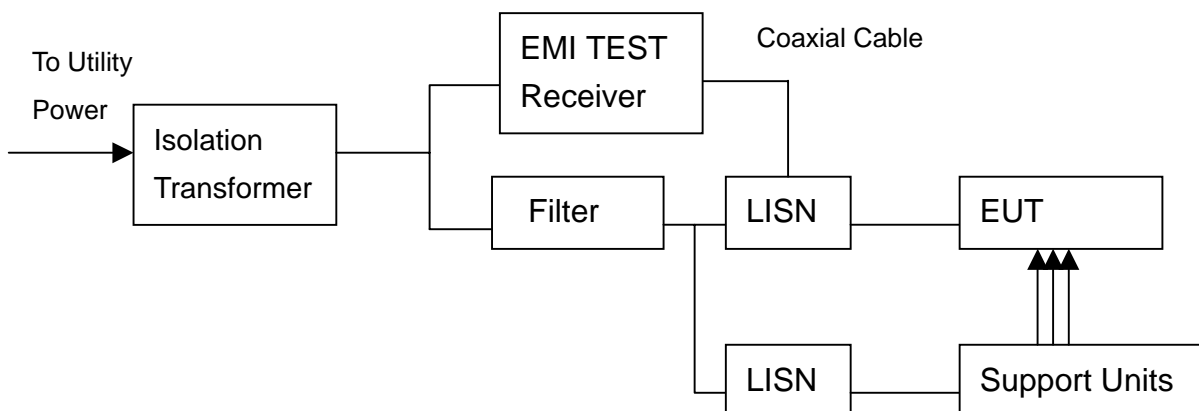 To Utility
Power
Isolation
Transformer
EMI TEST
Receiver
Coaxial Cable
Filter
LISN
EUT
LISN
Support Units